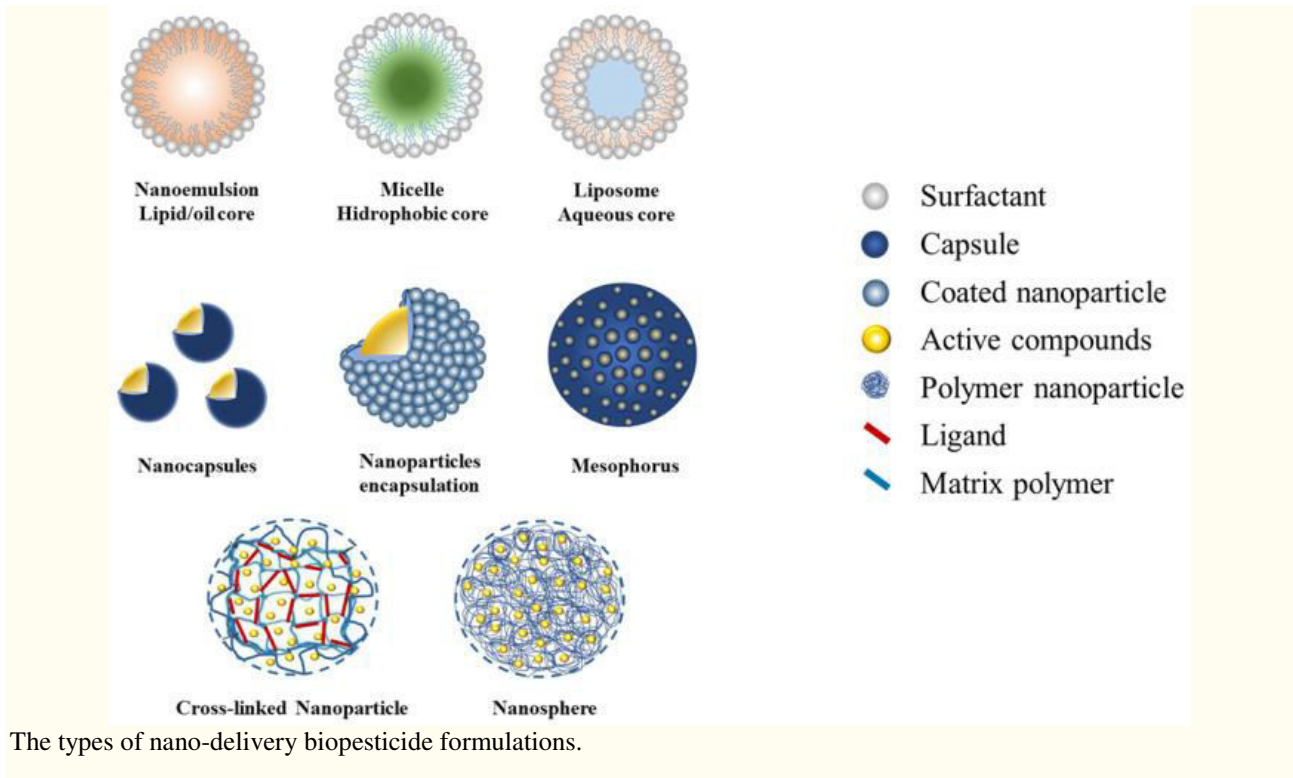 Nanoemulsion
Lipid/oil core
Micelle
Hidrophobic core
Liposome
Aqueous core
Nanocapsules
Nanoparticles
encapsulation
Mesophorus
Cross-linked Nanoparticle
Nanosphere
Surfactant
Capsule
Coated nanoparticle
Active compounds
Polymer nanoparticle
Ligand
Matrix polymer
The types of nano-delivery biopesticide formulations.